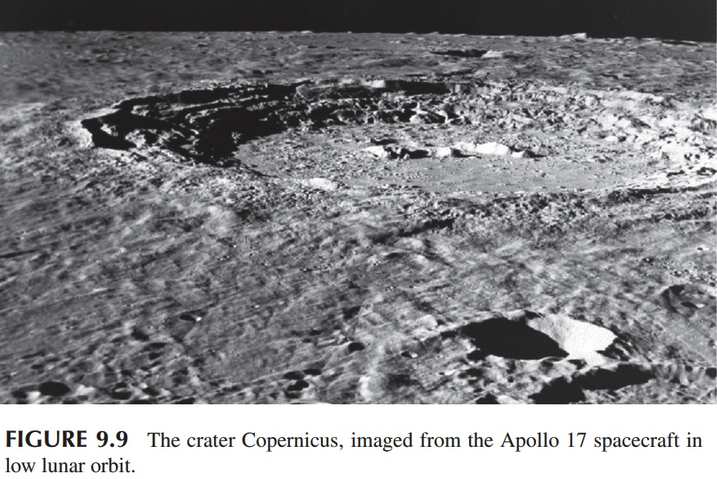 FIGURE 9.9 The crater Copernicus, imaged from the Apollo 17 spacecraft in
low lunar orbit.